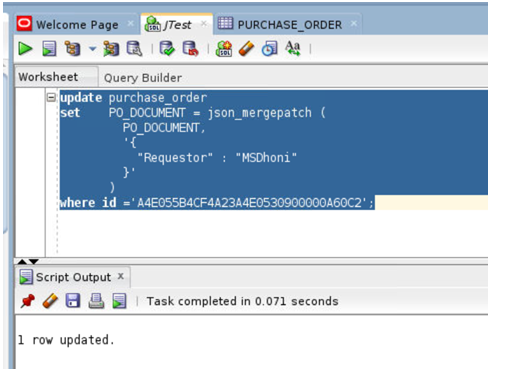 Welcome Page × JTest × PURCHASE_ORDER ×
Worksheet Query Builder
update purchase_order
set PO_DOCUMENT = json_mergepatch (
PO_DOCUMENT,
'{
"Requestor" : "MSDhoni"
}'
)
where id ='A4E055B4CF4A23A4E0530900000A60C2';
Script Output ×
Task completed in 0.071 seconds
1 row updated.